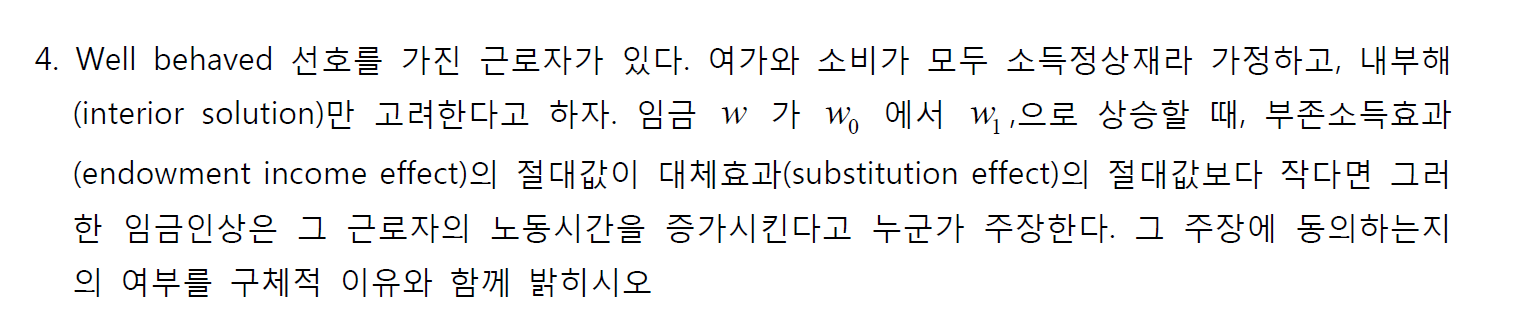 4. Well behaved 선호를 가진 근로자가 있다. 여가와 소비가 모두 소득정상재라 가정하고, 내부해
(interior solution)만 고려한다고 하자. 임금 w 가 w₀ 에서 w₁,으로 상승할 때, 부존소득효과
(endowment income effect)의 절대값이 대체효과(substitution effect)의 절대값보다 작다면 그러
한 임금인상은 그 근로자의 노동시간을 증가시킨다고 누군가 주장한다. 그 주장에 동의하는지
의 여부를 구체적 이유와 함께 밝히시오